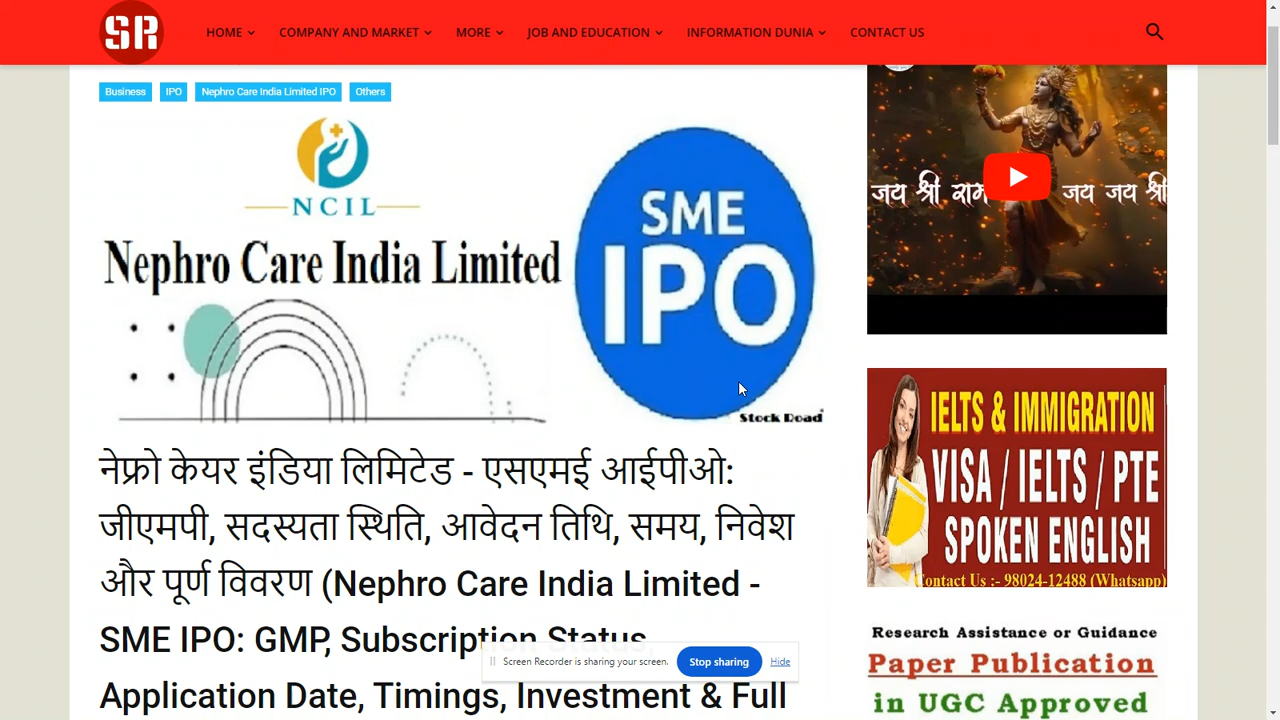 SR HOME COMPANY AND MARKET MORE JOB AND EDUCATION INFORMATION DUNIA CONTACT US
Business IPO Nephro Care India Limited IPO Others
NCIL
Nephro Care India Limited
SME
IPO
Stock Road
नेफ्रो केयर इंडिया लिमिटेड - एसएमई आईपीओ:
जीएमपी, सदस्यता स्थिति, आवेदन तिथि, समय, निवेश
और पूर्ण विवरण (Nephro Care India Limited -
SME IPO: GMP, Subscription Status,
Application Date, Timings, Investment & Full
जय श्री राम जय जय श्री
IELTS & IMMIGRATION
VISA / IELTS / PTE
SPOKEN ENGLISH
Contact Us :- 98024-12488 (Whatsapp)
Research Assistance or Guidance
Paper Publication
in UGC Approved
Screen Recorder is sharing your screen. Stop sharing Hide